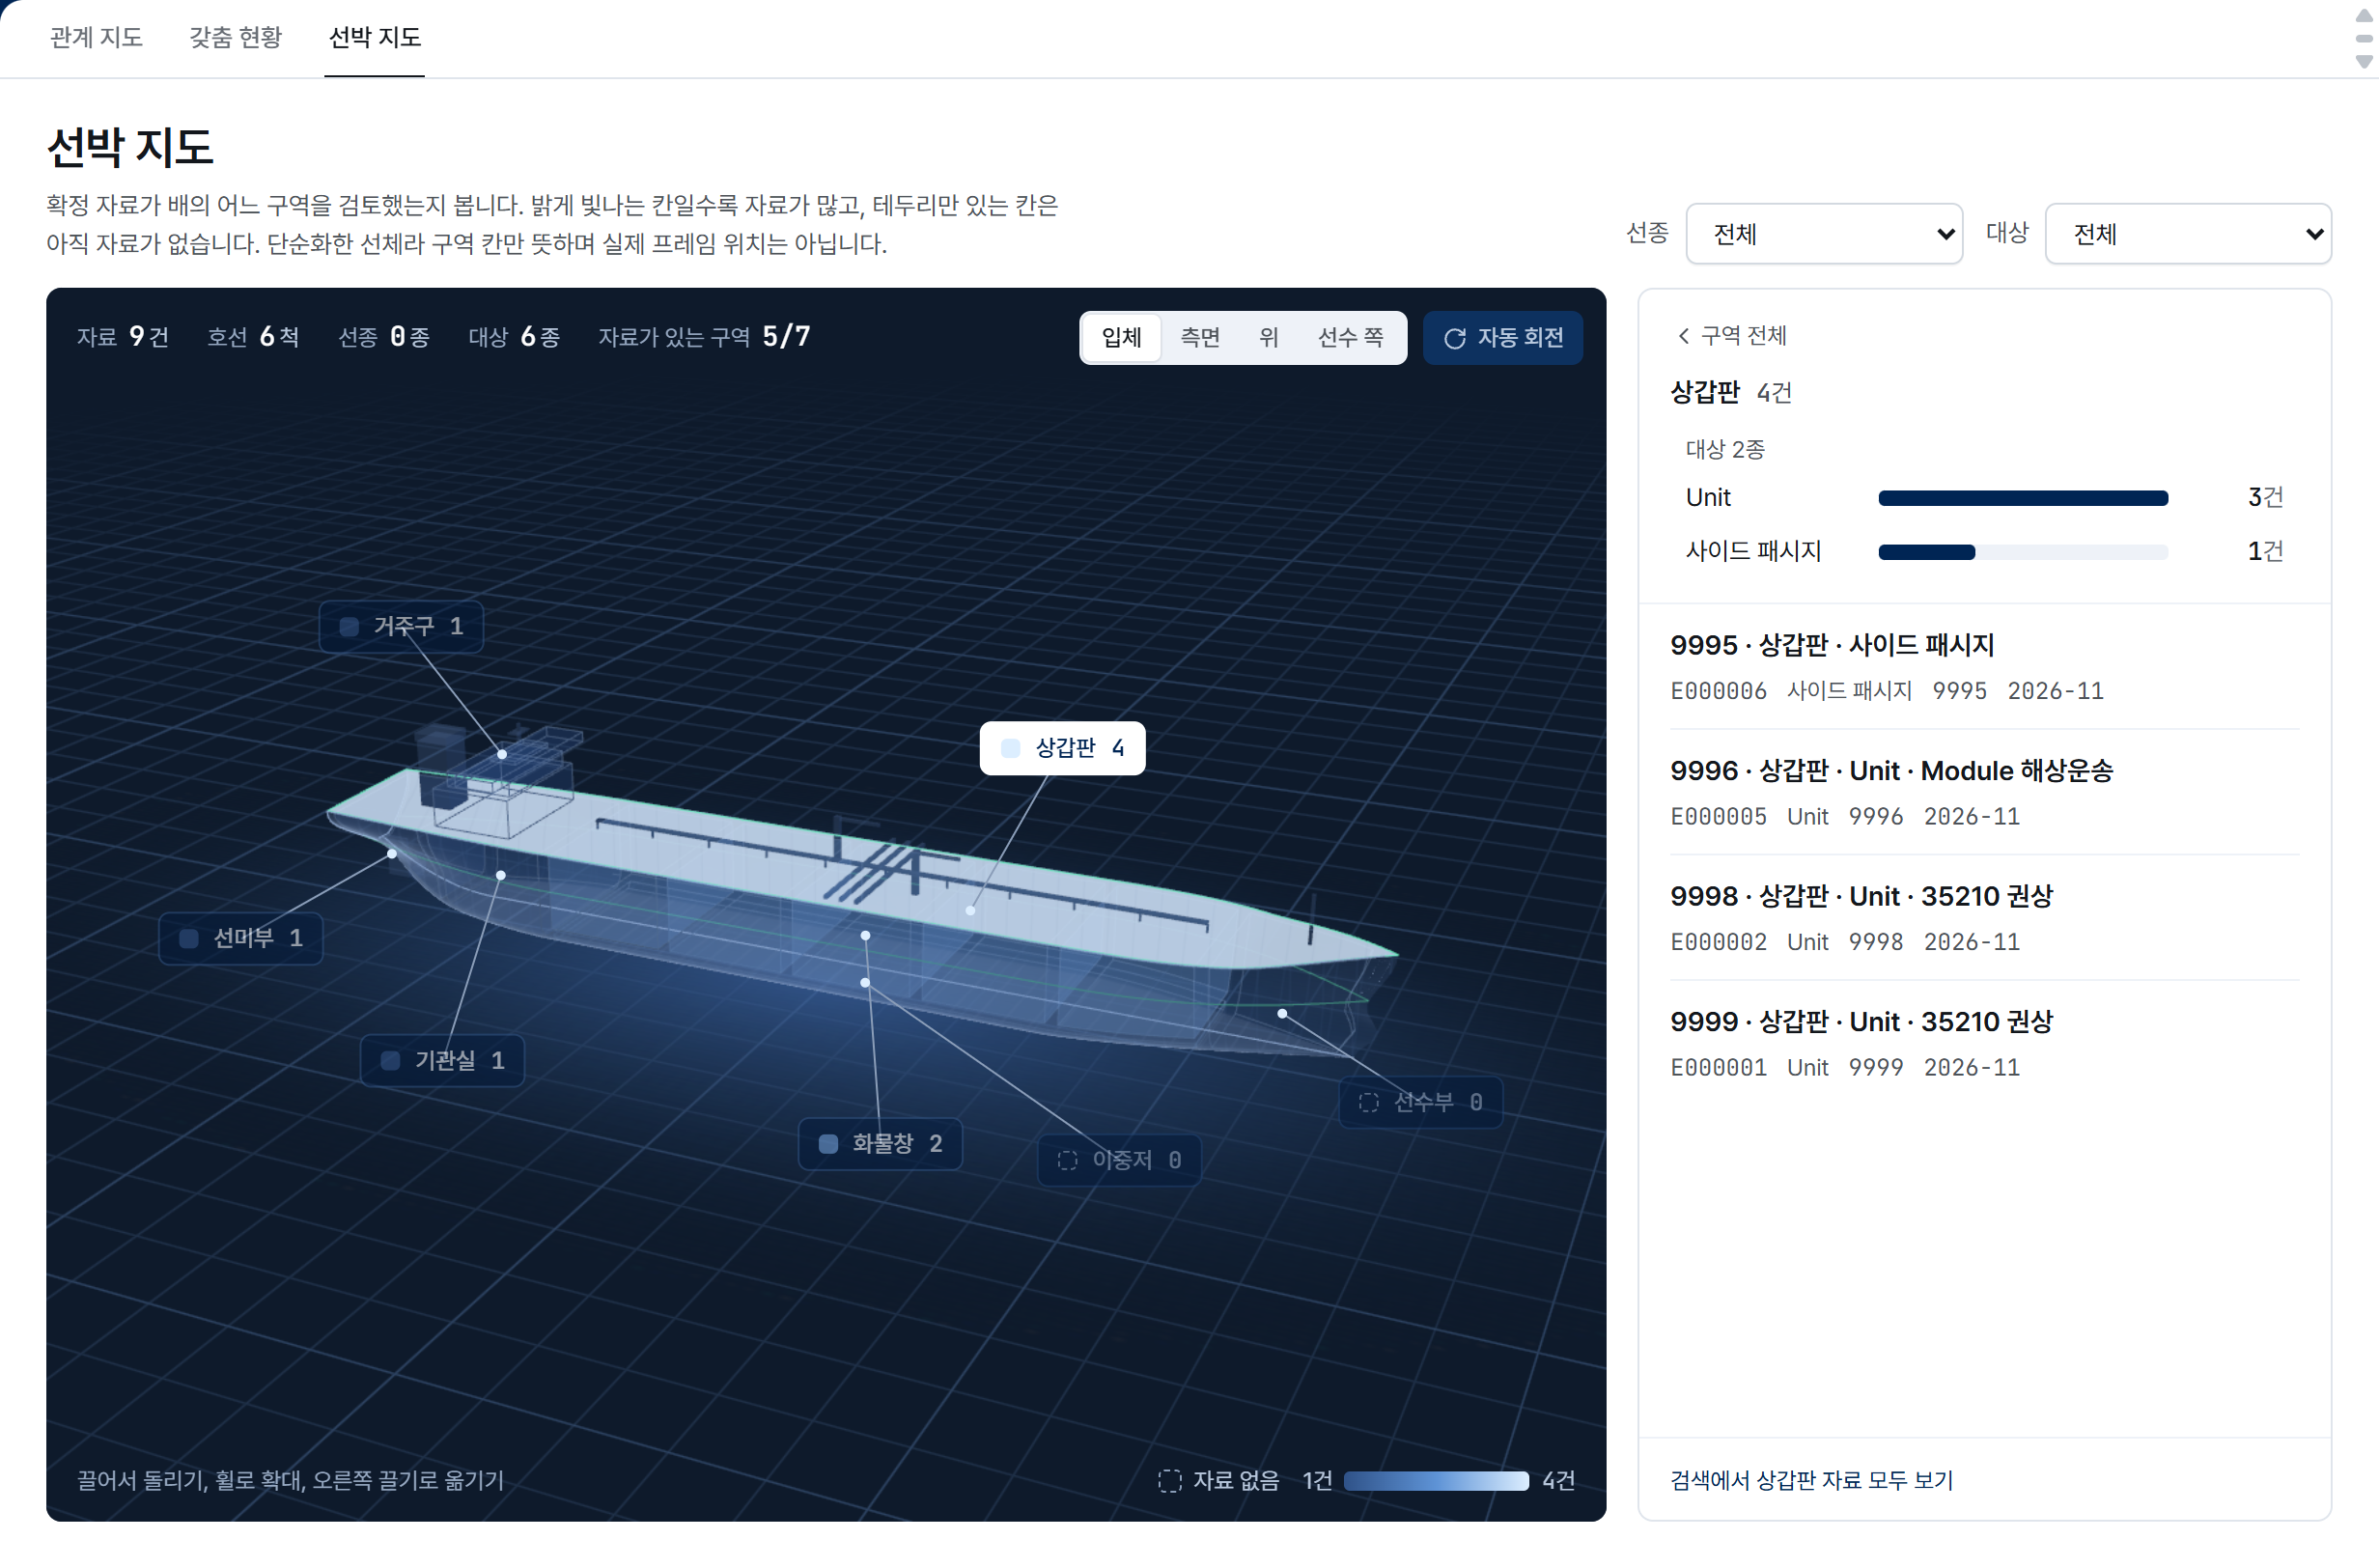 관계 지도
갖춤 현황
선박 지도
선박 지도
확정 자료가 배의 어느 구역을 검토했는지 봅니다. 밝게 빛나는 칸일수록 자료가 많고, 테두리만 있는 칸은
아직 자료가 없습니다. 단순화한 선체라 구역 칸만 뜻하며 실제 프레임 위치는 아닙니다.
선종 전체 대상 전체
자료 9건 호선 6척 선종 0종 대상 6종 자료가 있는 구역 5/7
입체 측면 위 선수 쪽 자동 회전
거주구 1
상갑판 4
선미부 1
기관실 1
화물창 2
이중저 0
선수부 0
끌어서 돌리기, 휠로 확대, 오른쪽 끌기로 옮기기
자료 없음 1건 4건
구역 전체
상갑판 4건
대상 2종
Unit 3건
사이드 패시지 1건
9995 · 상갑판 · 사이드 패시지
E000006 사이드 패시지 9995 2026-11
9996 · 상갑판 · Unit · Module 해상운송
E000005 Unit 9996 2026-11
9998 · 상갑판 · Unit · 35210 권상
E000002 Unit 9998 2026-11
9999 · 상갑판 · Unit · 35210 권상
E000001 Unit 9999 2026-11
검색에서 상갑판 자료 모두 보기